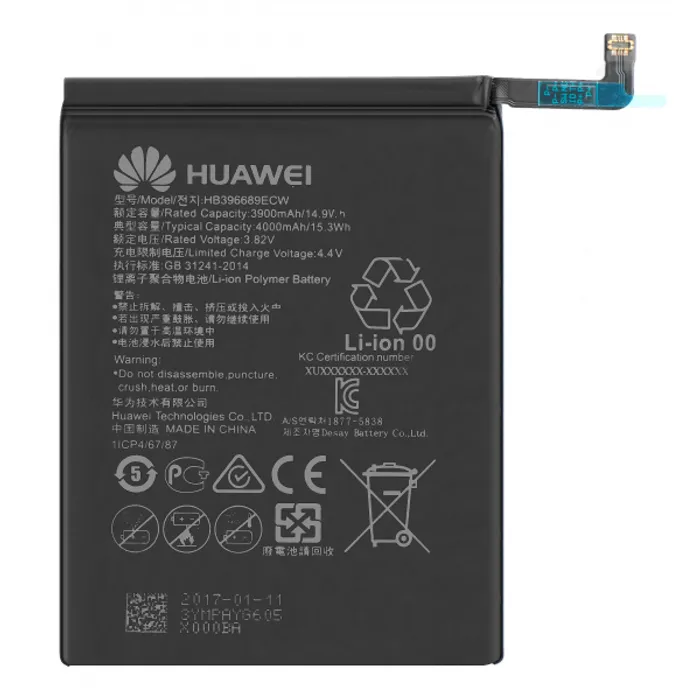 HUAWEI
型号/Model/전지:HB396689ECW
额定容量/Rated Capacity:3900mAh/14.9
典型容量/Typical Capacity:4000mAh/15.3Wh
额定电压/Rated Voltage:3.82V
充电限制电压/Limited Charge Voltage:4.4V
执行标准:GB 31241-2014
锂离子聚合物电池/Li-ion Polymer Battery
警告:
•禁止拆解、撞击、挤压或投入火中
•若出现严重鼓胀、请勿继续使用
•请勿置于高温环境中
•电池浸水后禁止使用
Warning:
•Do not disassemble,puncture,
crush,heat,or burn.
Li-ion 00
KC Certification number
XUXXXXXX-XXXXXX
A/S연락처1877-5838
제조자명Desay Battery Co.,Ltd.
华为技术有限公司
Huawei Technologies Co.,LTD
中国制造 MADE IN CHINA
1ICP4/67/87
5
PC
CE
廢電池請回收
2017-01-11
3YMPAYG605
X000BA